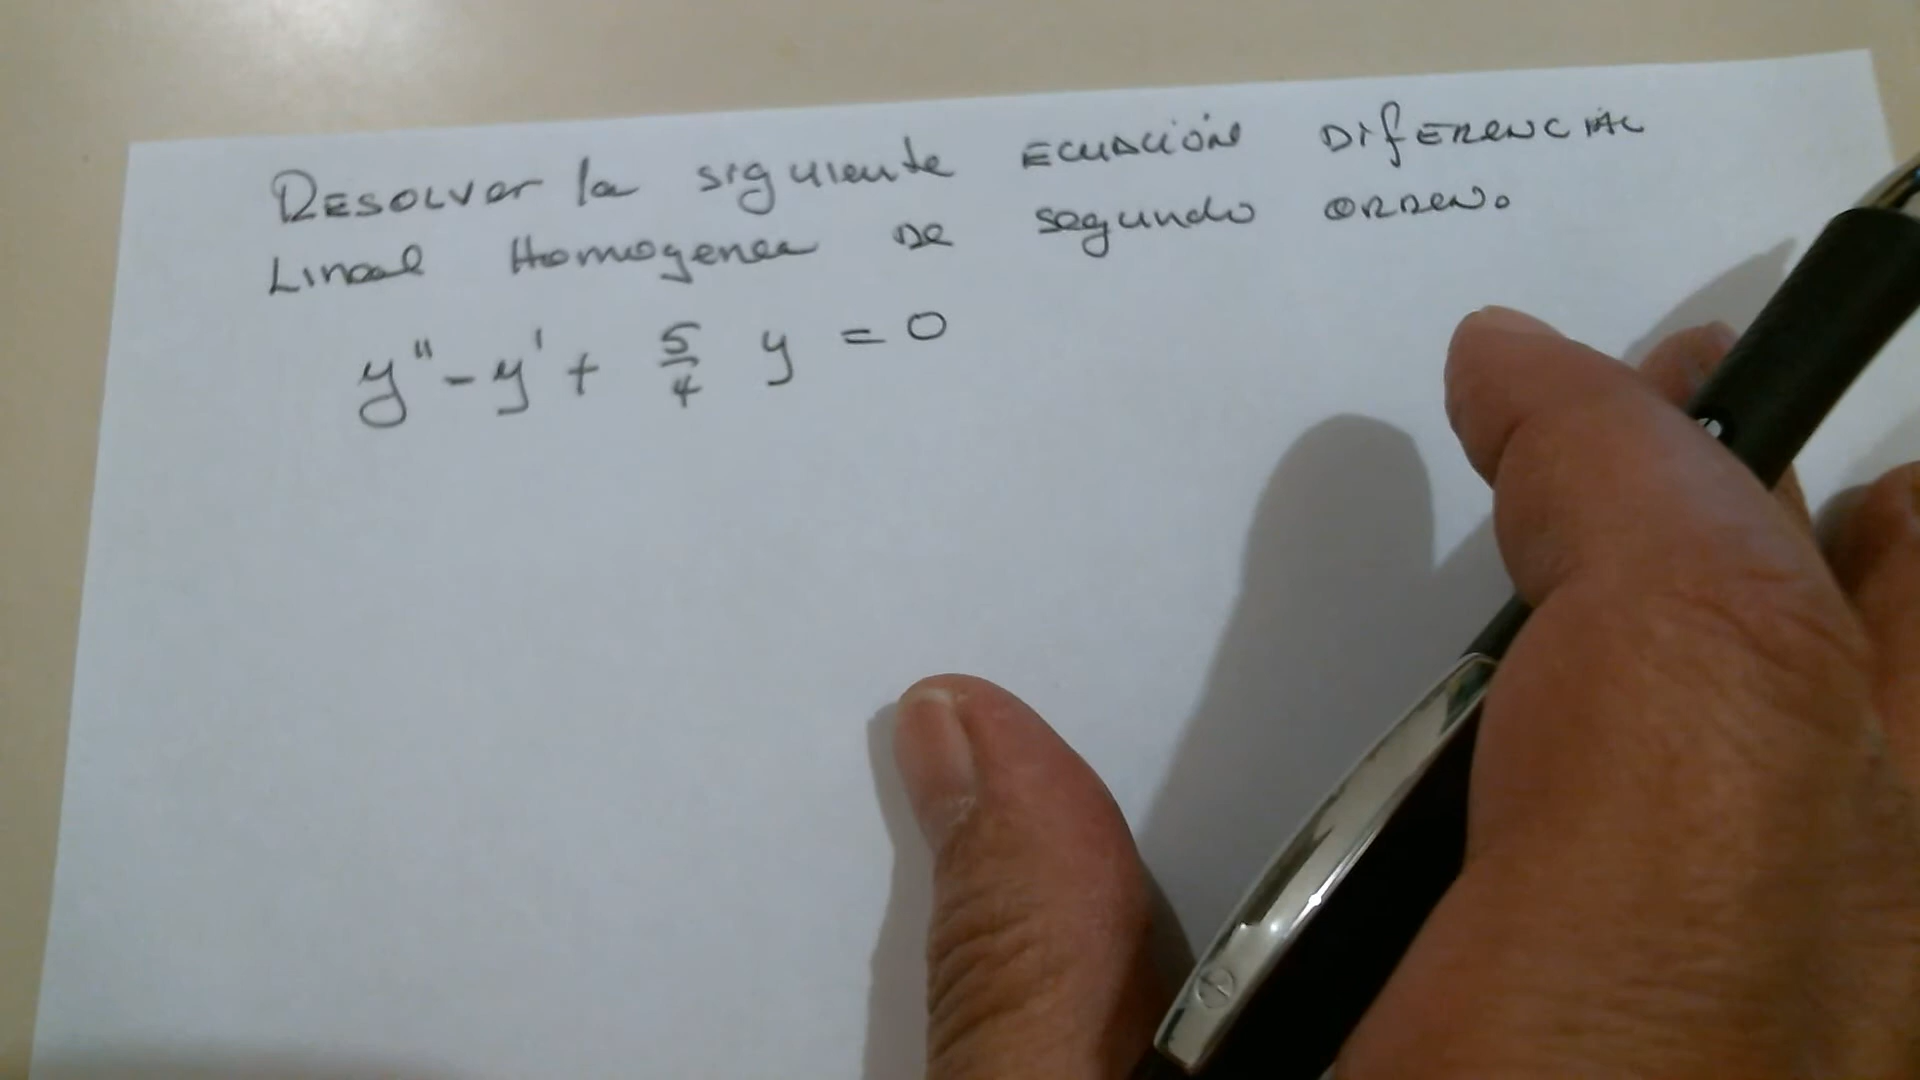 Resolver la siguiente ECUACIÓN DIFERENCIAL
Lineal Homogenea De segundo ORDEN.
y'' - y' + 5/4 y = 0